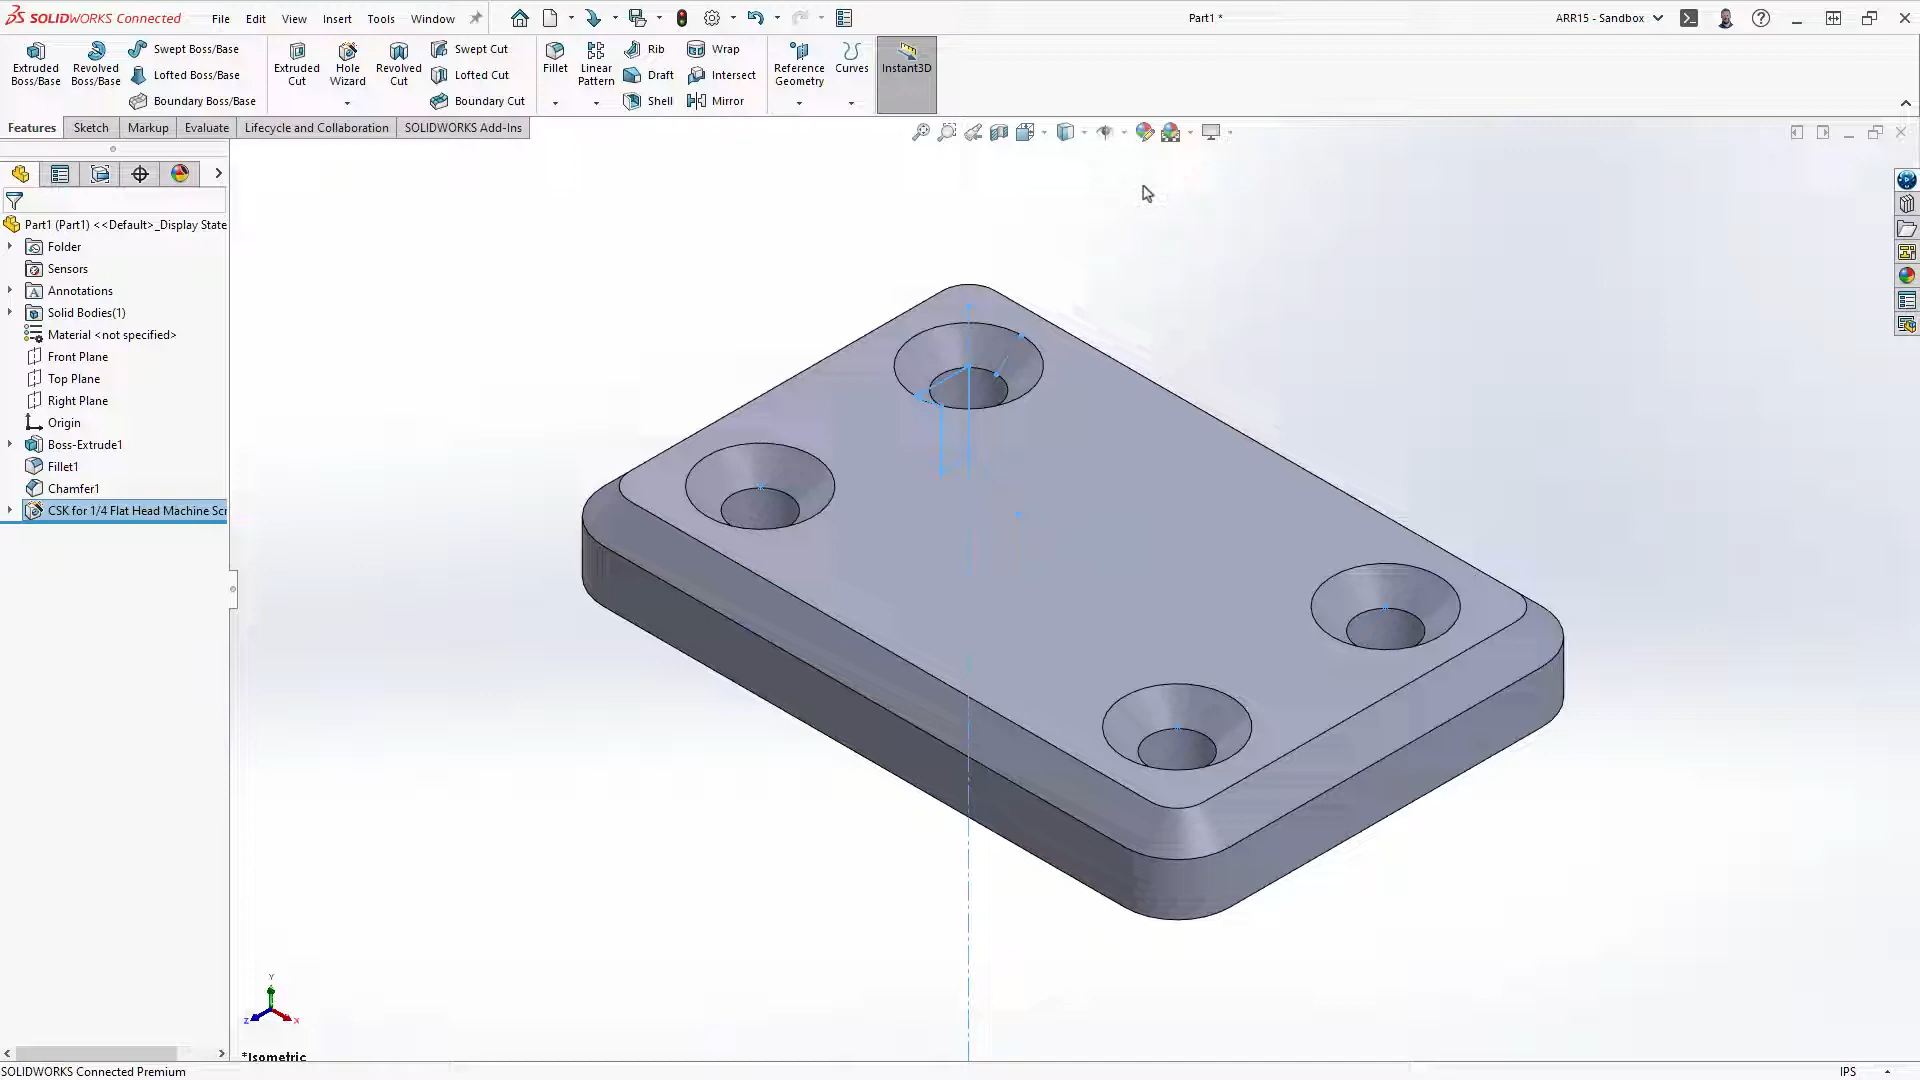 SOLIDWORKS Connected File Edit View Insert Tools Window Part1 * ARR15 - Sandbox
Extruded Boss/Base Revolved Boss/Base Swept Boss/Base Lofted Boss/Base Boundary Boss/Base
Extruded Cut Hole Wizard Revolved Cut Swept Cut Lofted Cut Boundary Cut
Fillet Linear Pattern Rib Draft Shell Wrap Intersect Mirror
Reference Geometry Curves Instant3D
Features Sketch Markup Evaluate Lifecycle and Collaboration SOLIDWORKS Add-Ins
Part1 (Part1) <<Default>_Display State
Folder
Sensors
Annotations
Solid Bodies(1)
Material <not specified>
Front Plane
Top Plane
Right Plane
Origin
Boss-Extrude1
Fillet1
Chamfer1
CSK for 1/4 Flat Head Machine Scr
Y
Z X
*Isometric
SOLIDWORKS Connected Premium IPS